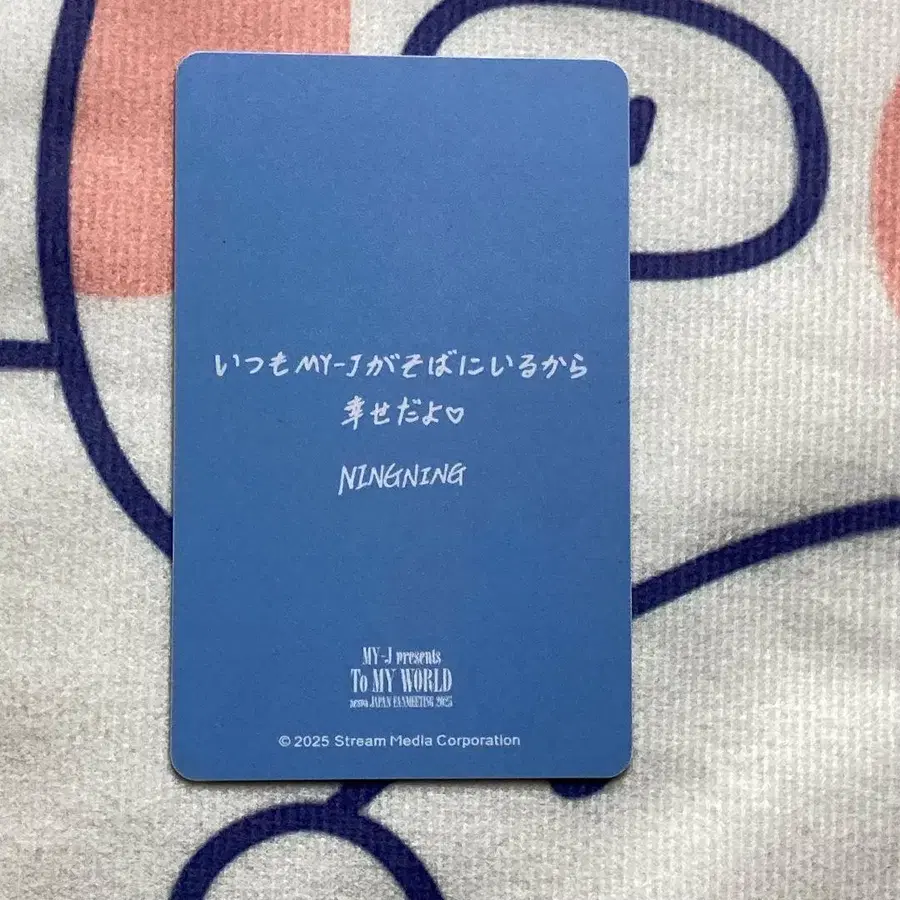 いつもMY-Jがそばにいるから
幸せだよ♡
NINGNING
MY-J presents
To MY WORLD
aespa JAPAN FANMEETING 2025
© 2025 Stream Media Corporation